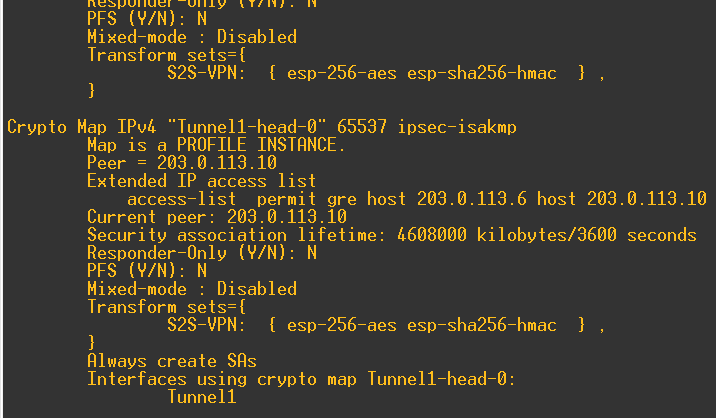 Responder-Only (Y/N): N
PFS (Y/N): N
Mixed-mode : Disabled
Transform sets={
S2S-VPN:  { esp-256-aes esp-sha256-hmac  } ,
}
Crypto Map IPv4 "Tunnel1-head-0" 65537 ipsec-isakmp
Map is a PROFILE INSTANCE.
Peer = 203.0.113.10
Extended IP access list
access-list  permit gre host 203.0.113.6 host 203.0.113.10
Current peer: 203.0.113.10
Security association lifetime: 4608000 kilobytes/3600 seconds
Responder-Only (Y/N): N
PFS (Y/N): N
Mixed-mode : Disabled
Transform sets={
S2S-VPN:  { esp-256-aes esp-sha256-hmac  } ,
}
Always create SAs
Interfaces using crypto map Tunnel1-head-0:
Tunnel1